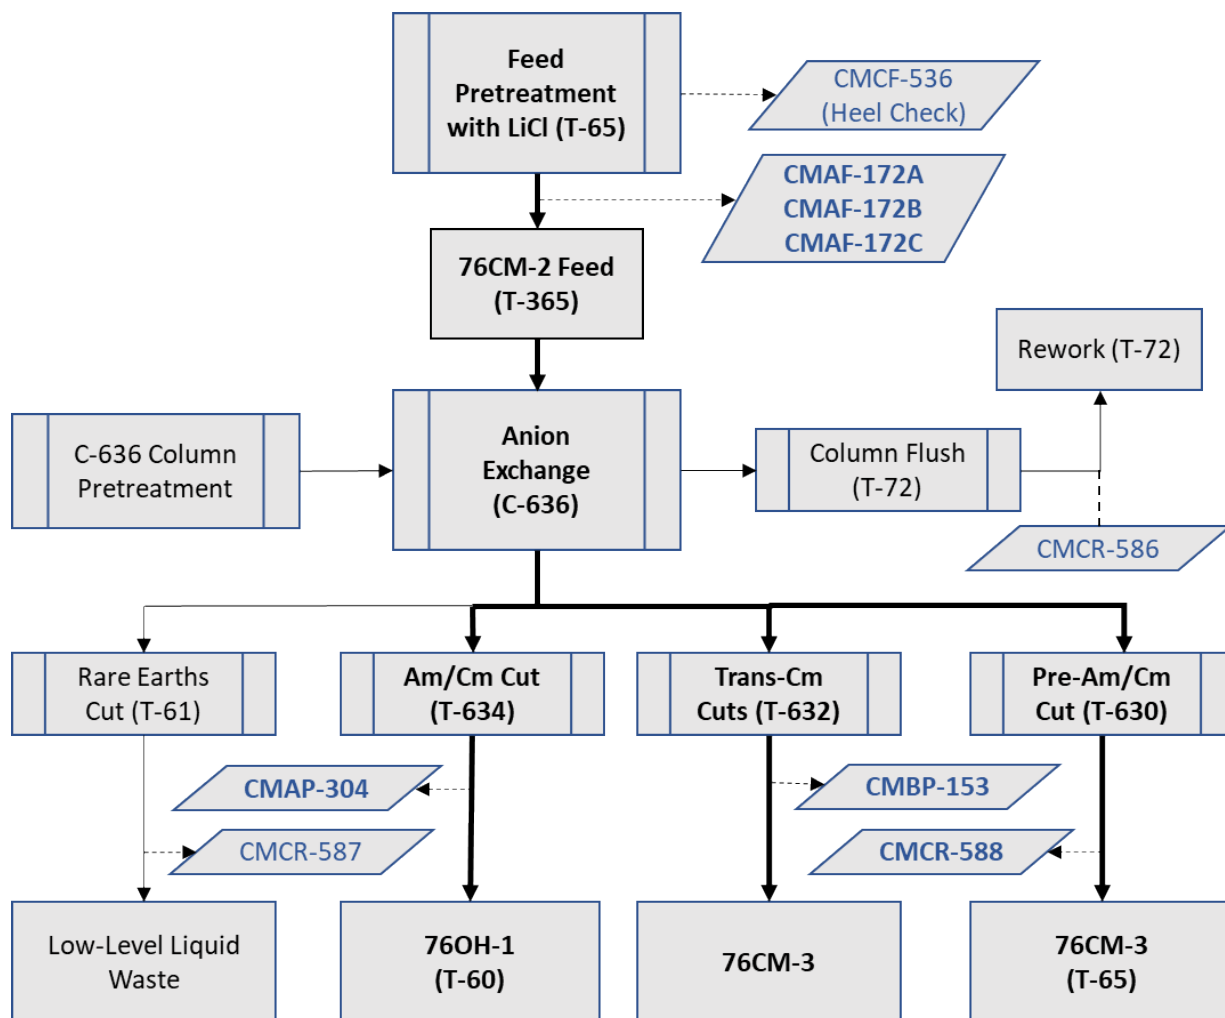 Feed
Pretreatment
with LiCl (T-65)
CMCF-536
(Heel Check)
CMAF-172A
CMAF-172B
CMAF-172C
76CM-2 Feed
(T-365)
Rework (T-72)
C-636 Column
Pretreatment
Anion
Exchange
(C-636)
Column Flush
(T-72)
CMCR-586
Rare Earths
Cut (T-61)
Am/Cm Cut
(T-634)
Trans-Cm
Cuts (T-632)
Pre-Am/Cm
Cut (T-630)
CMAP-304
CMBP-153
CMCR-587
CMCR-588
Low-Level Liquid
Waste
76OH-1
(T-60)
76CM-3
76CM-3
(T-65)